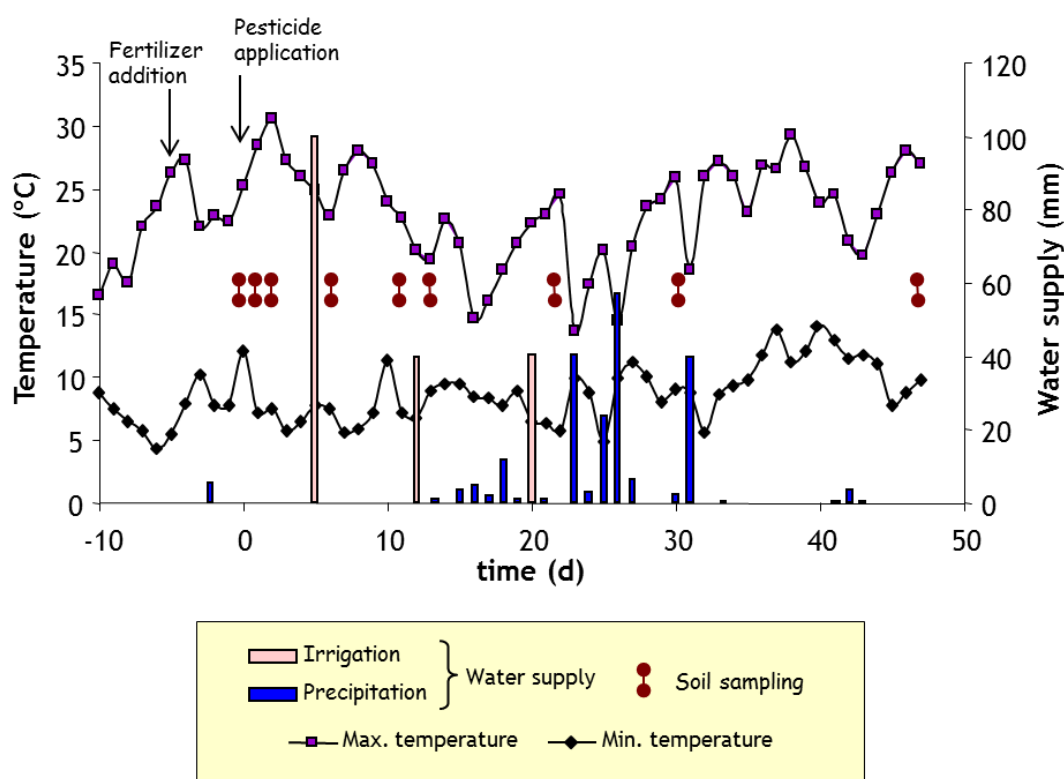 Pesticide
application
Fertilizer
addition
35
30
25
20
15
10
5
0
Temperature (°C)
120
100
80
60
40
20
0
Water supply (mm)
-10 0 10 20 30 40 50
time (d)
Irrigation
Precipitation
Water supply
Soil sampling
Max. temperature
Min. temperature